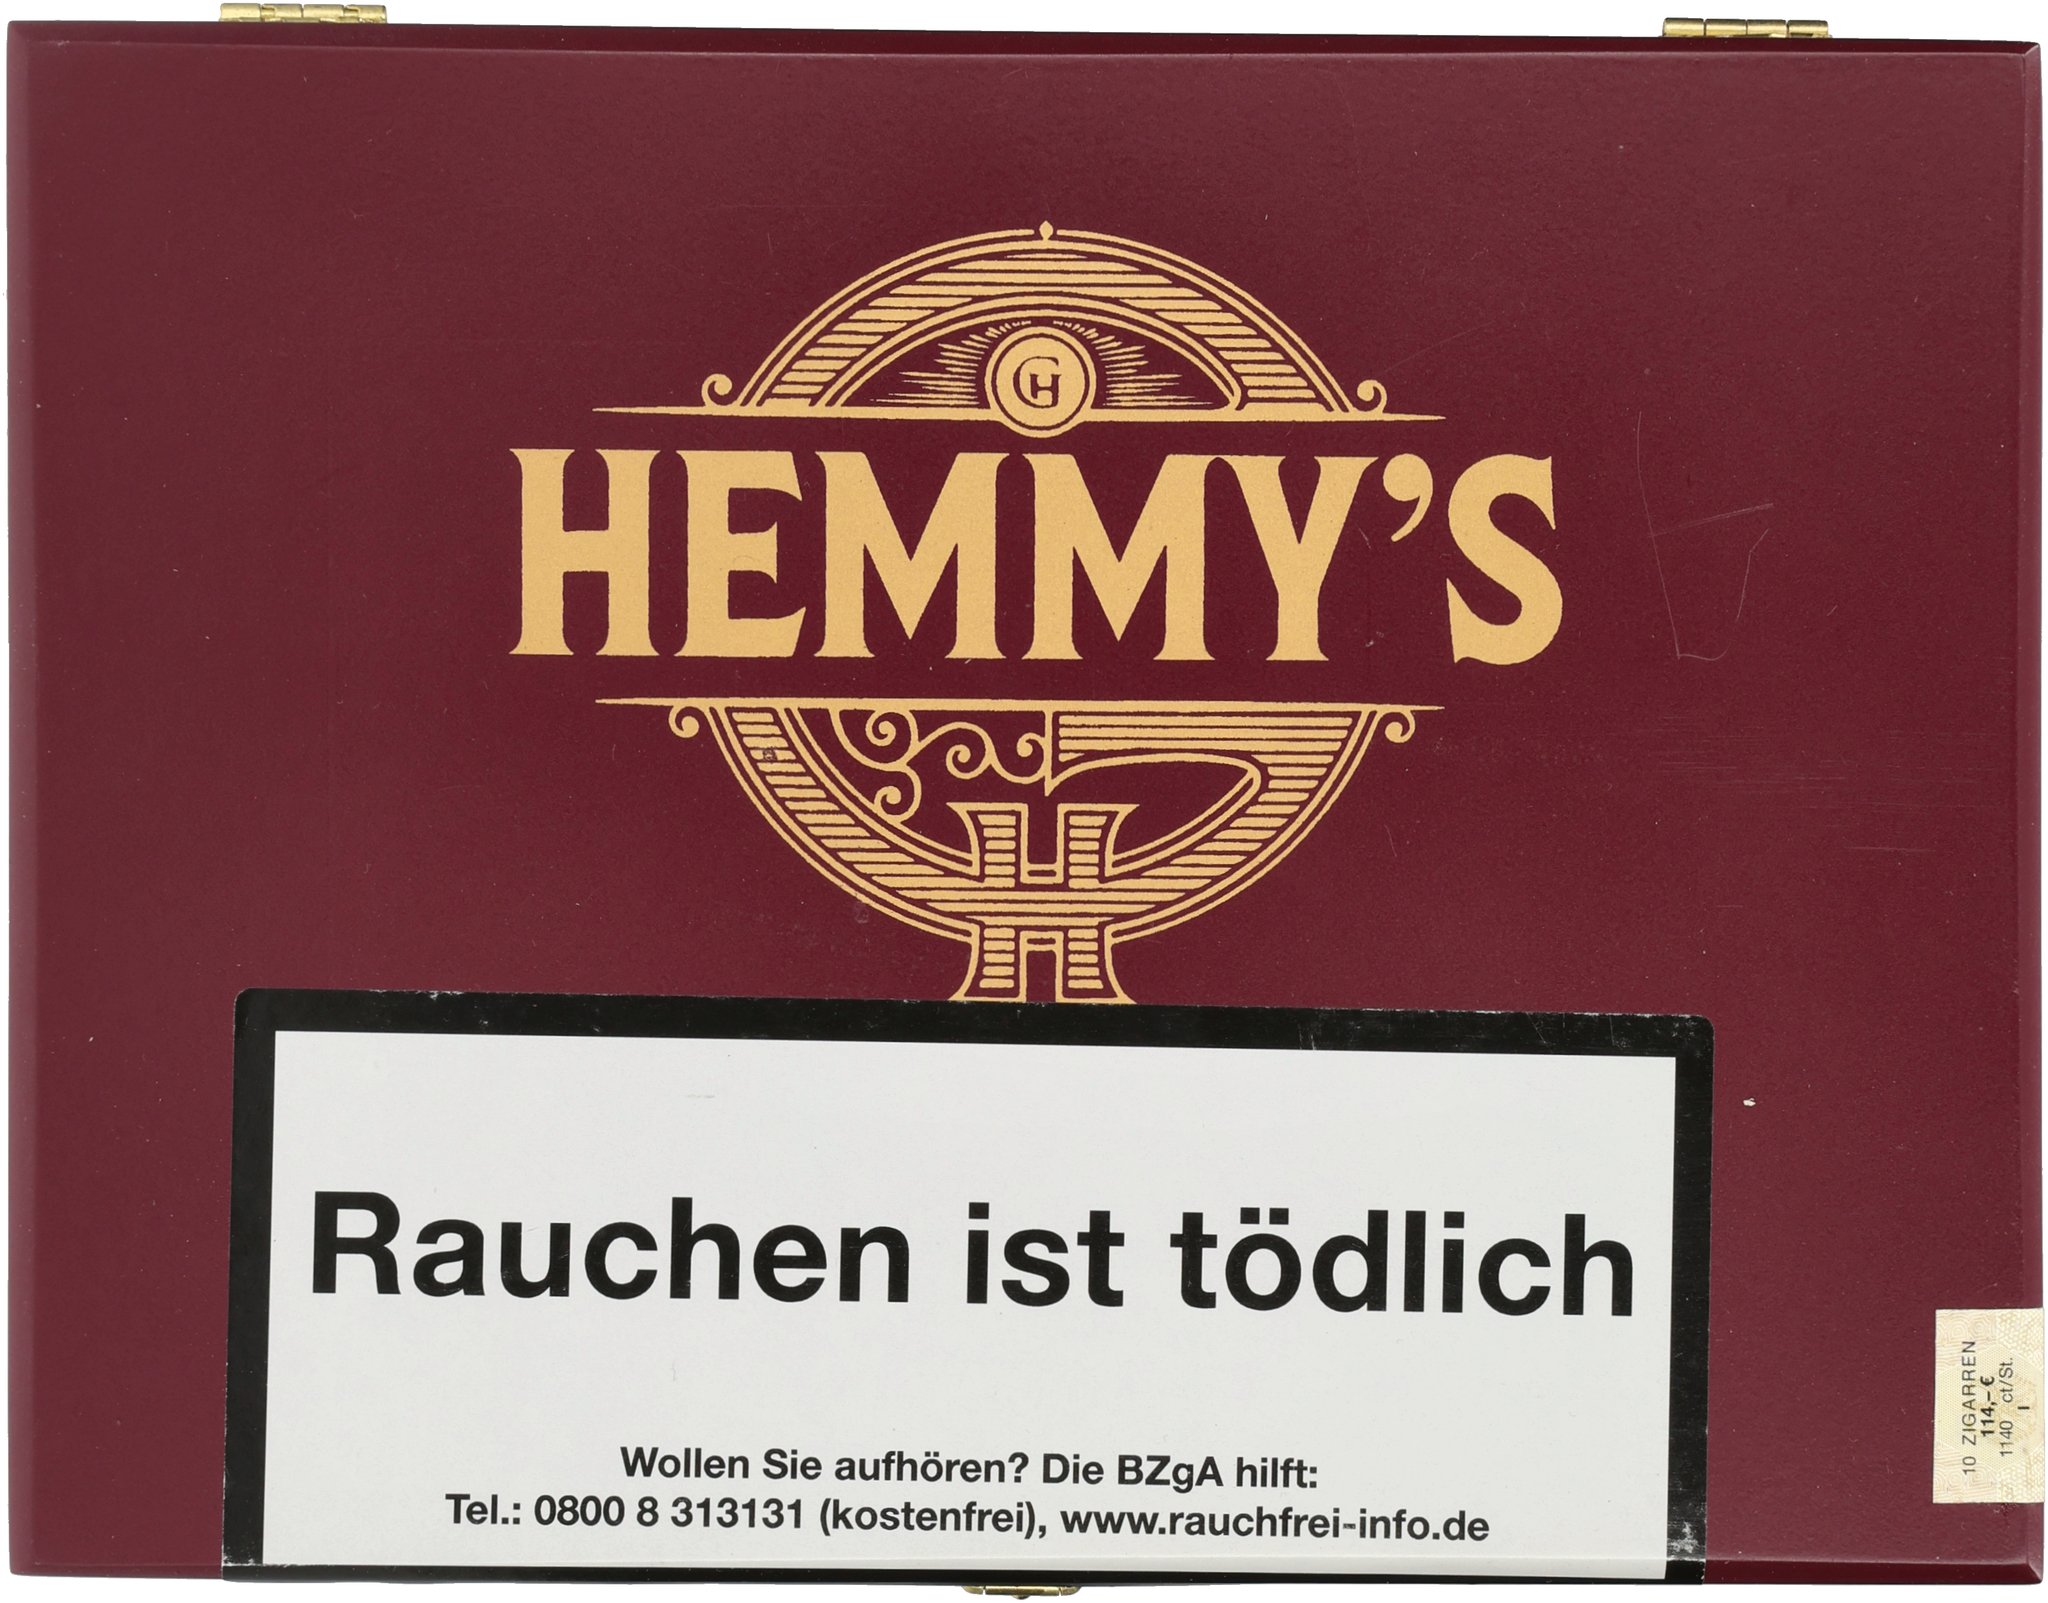 GH
HEMMY'S
H
Rauchen ist tödlich
Wollen Sie aufhören? Die BZgA hilft:
Tel.: 0800 8 313131 (kostenfrei), www.rauchfrei-info.de
10 ZIGARREN
114,-€
1140 ct/St.
I